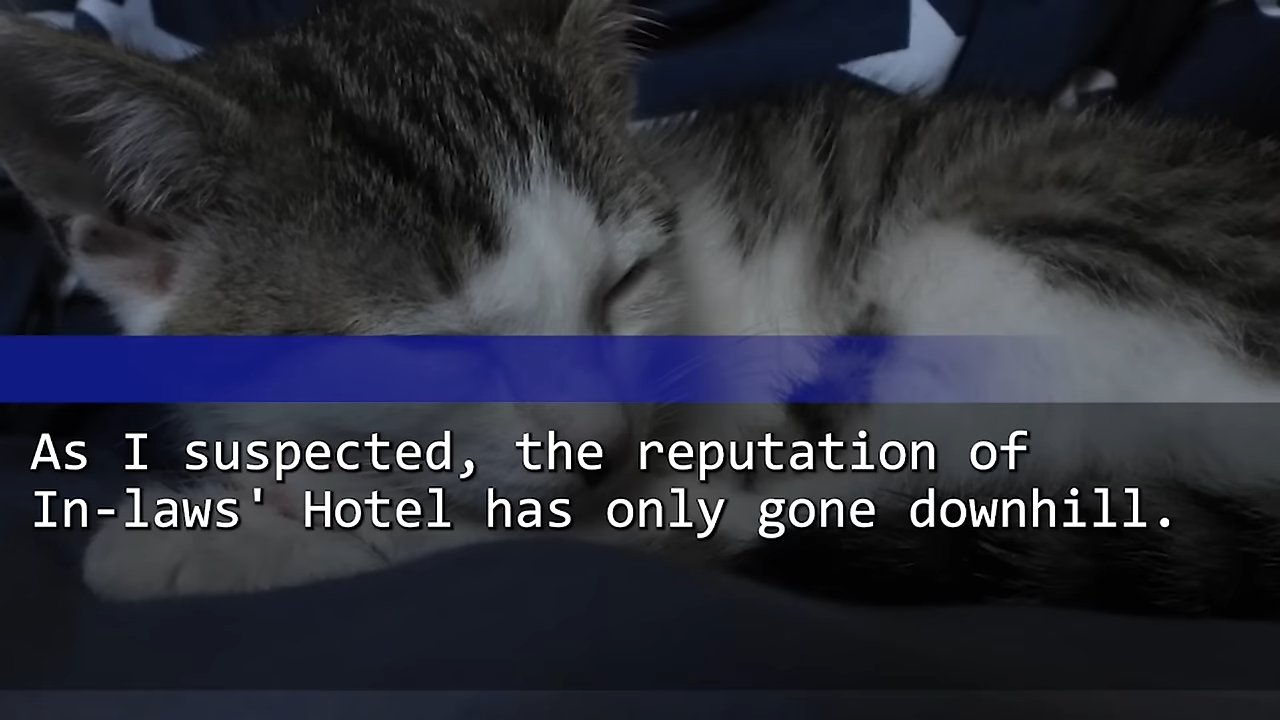 As I suspected, the reputation of
In-laws' Hotel has only gone downhill.